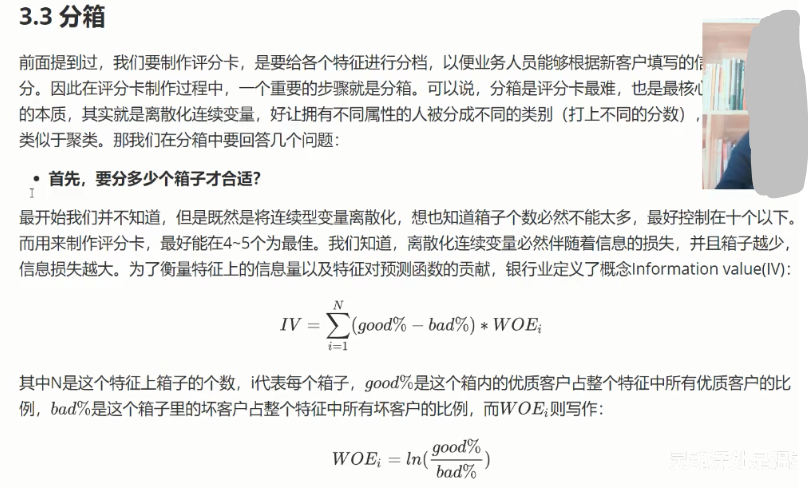 3.3 分箱
前面提到过，我们要制作评分卡，是要给各个特征进行分档，以便业务人员能够根据新客户填写的信
分。因此在评分卡制作过程中，一个重要的步骤就是分箱。可以说，分箱是评分卡最难，也是最核心
的本质，其实就是离散化连续变量，好让拥有不同属性的人被分成不同的类别（打上不同的分数），
类似于聚类。那我们在分箱中要回答几个问题：
• 首先，要分多少个箱子才合适？
最开始我们并不知道，但是既然是将连续型变量离散化，想也知道箱子个数必然不能太多，最好控制在十个以下。
而用来制作评分卡，最好能在4~5个为最佳。我们知道，离散化连续变量必然伴随着信息的损失，并且箱子越少，
信息损失越大。为了衡量特征上的信息量以及特征对预测函数的贡献，银行业定义了概念Information value(IV)：
IV = ∑_{i=1}^{N} (good% − bad%) ∗ WOE_i
其中N是这个特征上箱子的个数，i代表每个箱子，good%是这个箱内的优质客户占整个特征中所有优质客户的比
例，bad%是这个箱子里的坏客户占整个特征中所有坏客户的比例，而WOE_i则写作：
WOE_i = ln(good%/bad%)